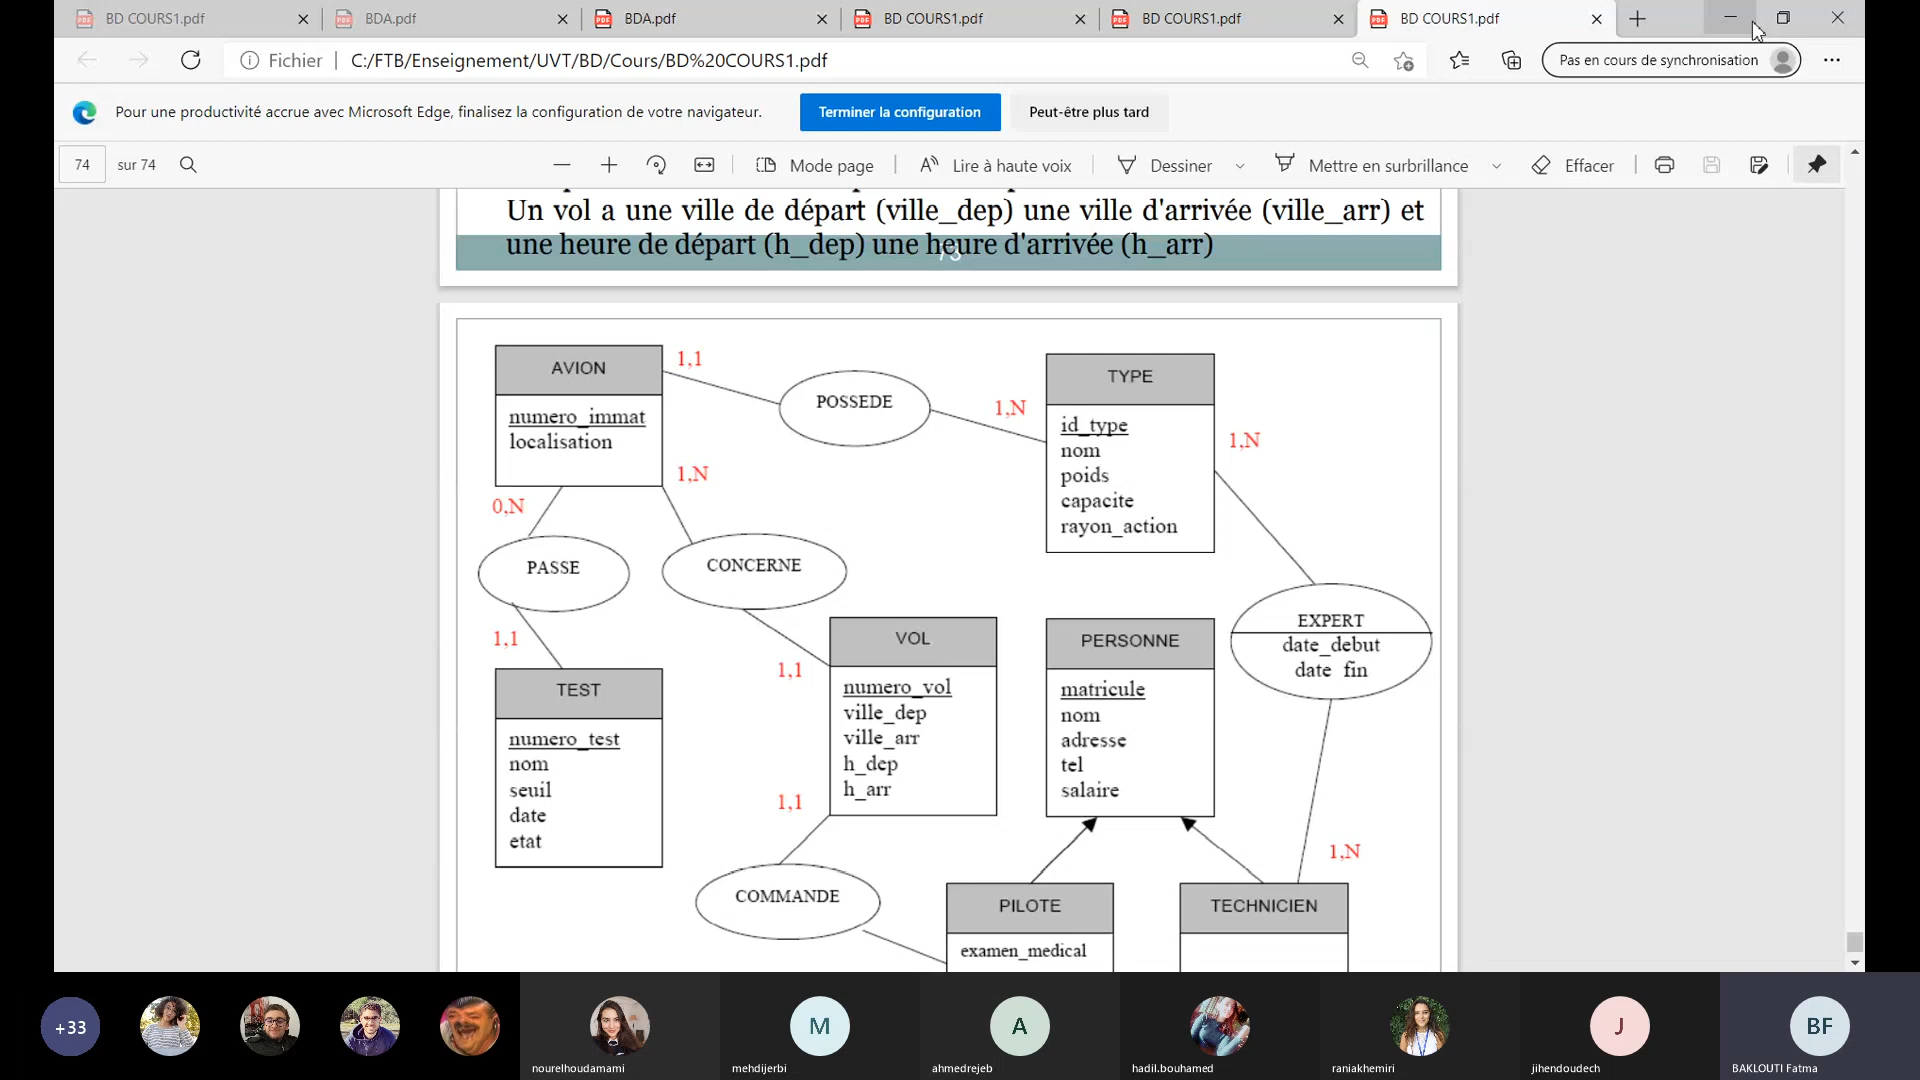 BD COURS1.pdf
BDA.pdf
BDA.pdf
BD COURS1.pdf
BD COURS1.pdf
BD COURS1.pdf
Fichier
C:/FTB/Enseignement/UVT/BD/Cours/BD%20COURS1.pdf
Pas en cours de synchronisation
Pour une productivité accrue avec Microsoft Edge, finalisez la configuration de votre navigateur.
Terminer la configuration
Peut-être plus tard
74 sur 74
Mode page
Lire à haute voix
Dessiner
Mettre en surbrillance
Effacer
Un vol a une ville de départ (ville_dep) une ville d'arrivée (ville_arr) et
une heure de départ (h_dep) une heure d'arrivée (h_arr)
73
AVION
numero_immat
localisation
1,1
POSSEDE
1,N
TYPE
id_type
nom
poids
capacite
rayon_action
1,N
1,N
0,N
PASSE
CONCERNE
1,1
1,1
TEST
numero_test
nom
seuil
date
etat
VOL
numero_vol
ville_dep
ville_arr
h_dep
h_arr
1,1
PERSONNE
matricule
nom
adresse
tel
salaire
EXPERT
date_debut
date fin
1,N
COMMANDE
PILOTE
examen_medical
TECHNICIEN
+33
nourelhoudamami
M
mehdijerbi
A
ahmedrejeb
hadil.bouhamed
raniakhemiri
J
jihendoudech
BF
BAKLOUTI Fatma